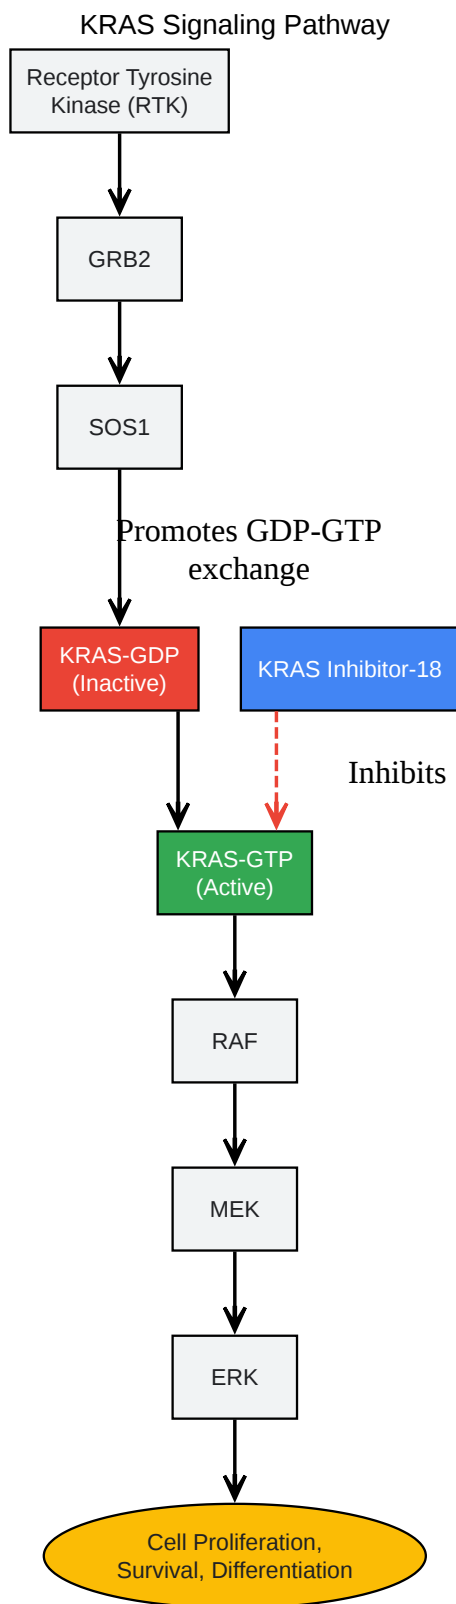 KRAS Signaling Pathway
Receptor Tyrosine
Kinase (RTK)
GRB2
SOS1
Promotes GDP-GTP
exchange
KRAS-GDP
(Inactive)
KRAS Inhibitor-18
Inhibits
KRAS-GTP
(Active)
RAF
MEK
ERK
Cell Proliferation,
Survival, Differentiation